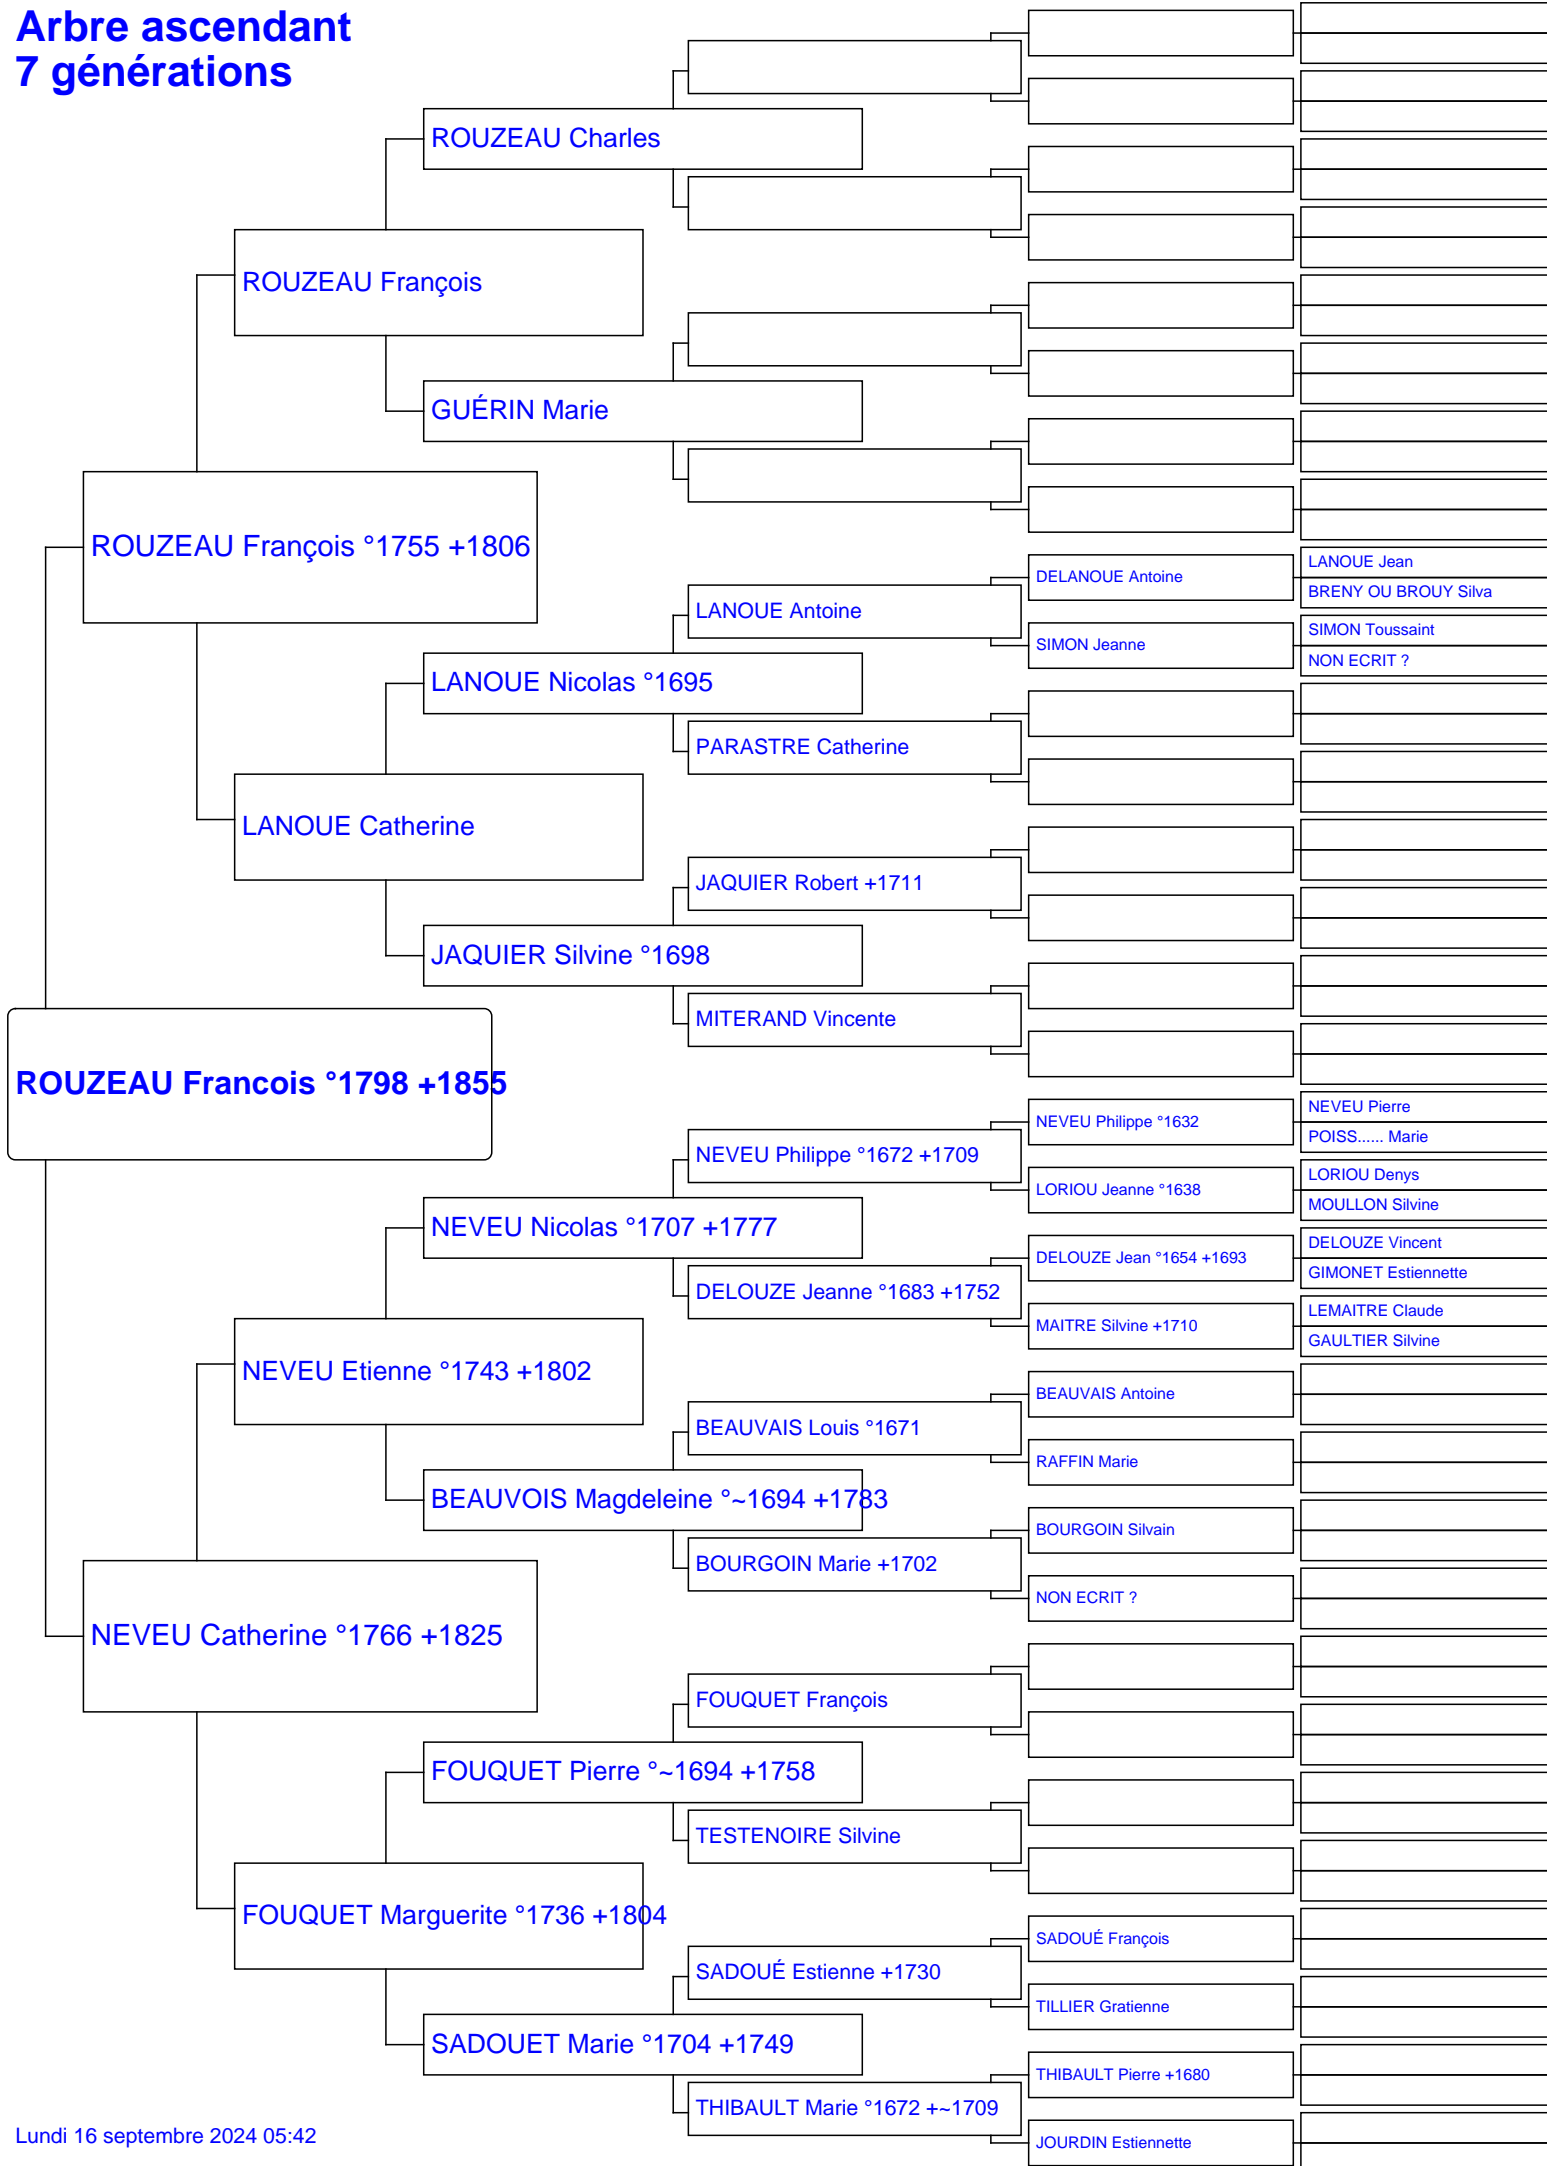 Arbre ascendant
7 générations
ROUZEAU Charles
ROUZEAU François
GUÉRIN Marie
ROUZEAU François °1755 +1806
DELANOUE Antoine
LANOUE Jean
BRENY OU BROUY Silva
LANOUE Antoine
SIMON Jeanne
SIMON Toussaint
NON ECRIT ?
LANOUE Nicolas °1695
PARASTRE Catherine
LANOUE Catherine
JAQUIER Robert +1711
JAQUIER Silvine °1698
MITERAND Vincente
ROUZEAU Francois °1798 +1855
NEVEU Philippe °1632
NEVEU Pierre
POISS...... Marie
NEVEU Philippe °1672 +1709
LORIOU Jeanne °1638
LORIOU Denys
MOULLON Silvine
NEVEU Nicolas °1707 +1777
DELOUZE Jean °1654 +1693
DELOUZE Vincent
GIMONET Estiennette
DELOUZE Jeanne °1683 +1752
MAITRE Silvine +1710
LEMAITRE Claude
GAULTIER Silvine
NEVEU Etienne °1743 +1802
BEAUVAIS Antoine
BEAUVAIS Louis °1671
RAFFIN Marie
BEAUVOIS Magdeleine °~1694 +1783
BOURGOIN Silvain
BOURGOIN Marie +1702
NON ECRIT ?
NEVEU Catherine °1766 +1825
FOUQUET François
FOUQUET Pierre °~1694 +1758
TESTENOIRE Silvine
FOUQUET Marguerite °1736 +1804
SADOUÉ François
SADOUÉ Estienne +1730
TILLIER Gratienne
SADOUET Marie °1704 +1749
THIBAULT Pierre +1680
THIBAULT Marie °1672 +~1709
JOURDIN Estiennette
Lundi 16 septembre 2024 05:42